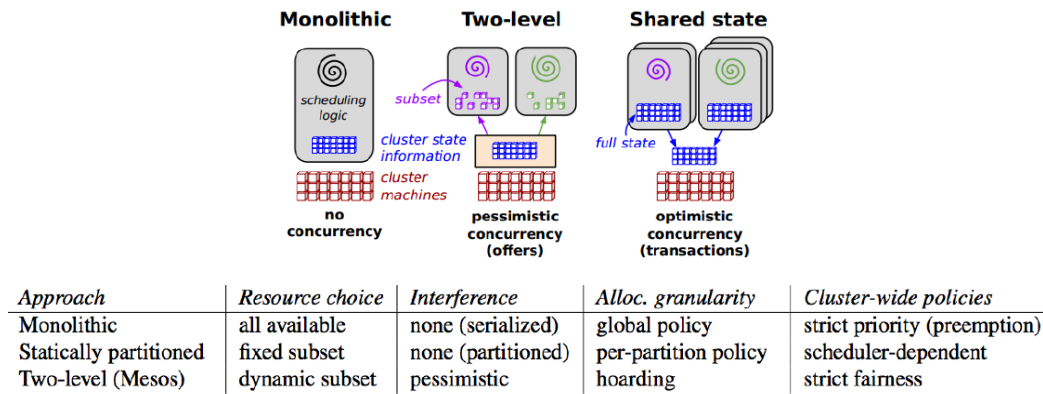 Monolithic
Two-level
Shared state
scheduling
logic
subset
cluster state
information
full state
cluster
machines
no
concurrency
pessimistic
concurrency
(offers)
optimistic
concurrency
(transactions)
Approach Resource choice Interference Alloc. granularity Cluster-wide policies
Monolithic all available none (serialized) global policy strict priority (preemption)
Statically partitioned fixed subset none (partitioned) per-partition policy scheduler-dependent
Two-level (Mesos) dynamic subset pessimistic hoarding strict fairness